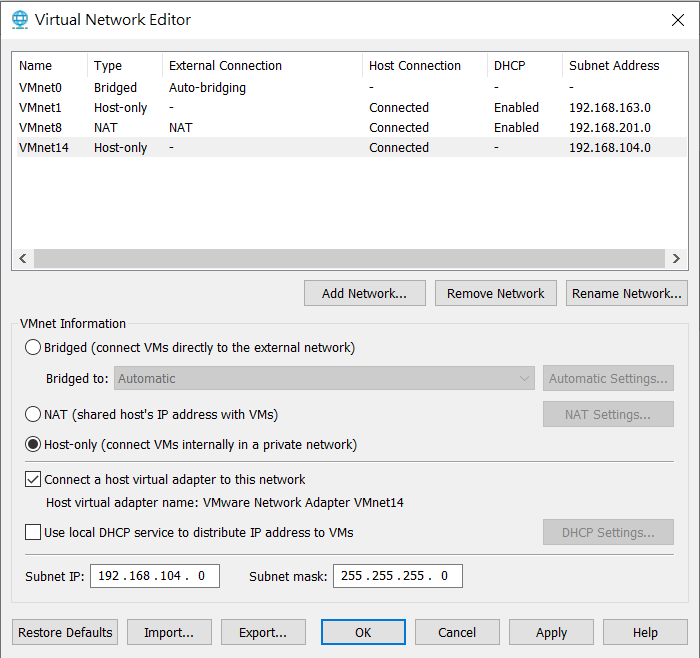 Virtual Network Editor
Name Type External Connection Host Connection DHCP Subnet Address
VMnet0 Bridged Auto-bridging - - -
VMnet1 Host-only - Connected Enabled 192.168.163.0
VMnet8 NAT NAT Connected Enabled 192.168.201.0
VMnet14 Host-only - Connected - 192.168.104.0
Add Network... Remove Network Rename Network...
VMnet Information
Bridged (connect VMs directly to the external network)
Bridged to: Automatic Automatic Settings...
NAT (shared host's IP address with VMs) NAT Settings...
Host-only (connect VMs internally in a private network)
Connect a host virtual adapter to this network
Host virtual adapter name: VMware Network Adapter VMnet14
Use local DHCP service to distribute IP address to VMs DHCP Settings...
Subnet IP: 192 . 168 . 104 . 0 Subnet mask: 255 . 255 . 255 . 0
Restore Defaults Import... Export... OK Cancel Apply Help